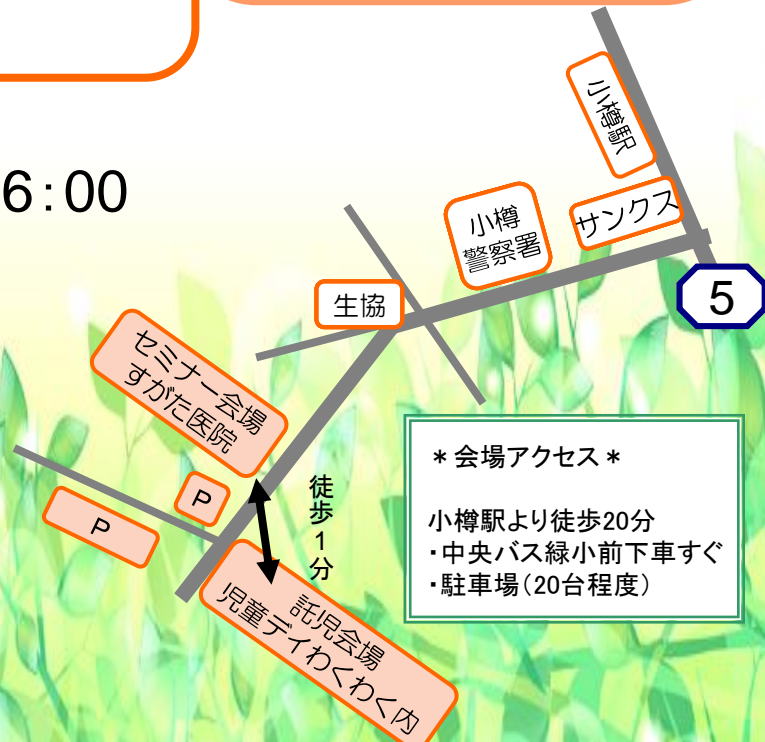 6:00
小樽駅
サンクス
小樽
警察署
5
生協
セミナー会場
すがた医院
P
P
徒歩1分
託児会場
児童デイわくわく内
＊会場アクセス＊
小樽駅より徒歩20分
・中央バス緑小前下車すぐ
・駐車場(20台程度)